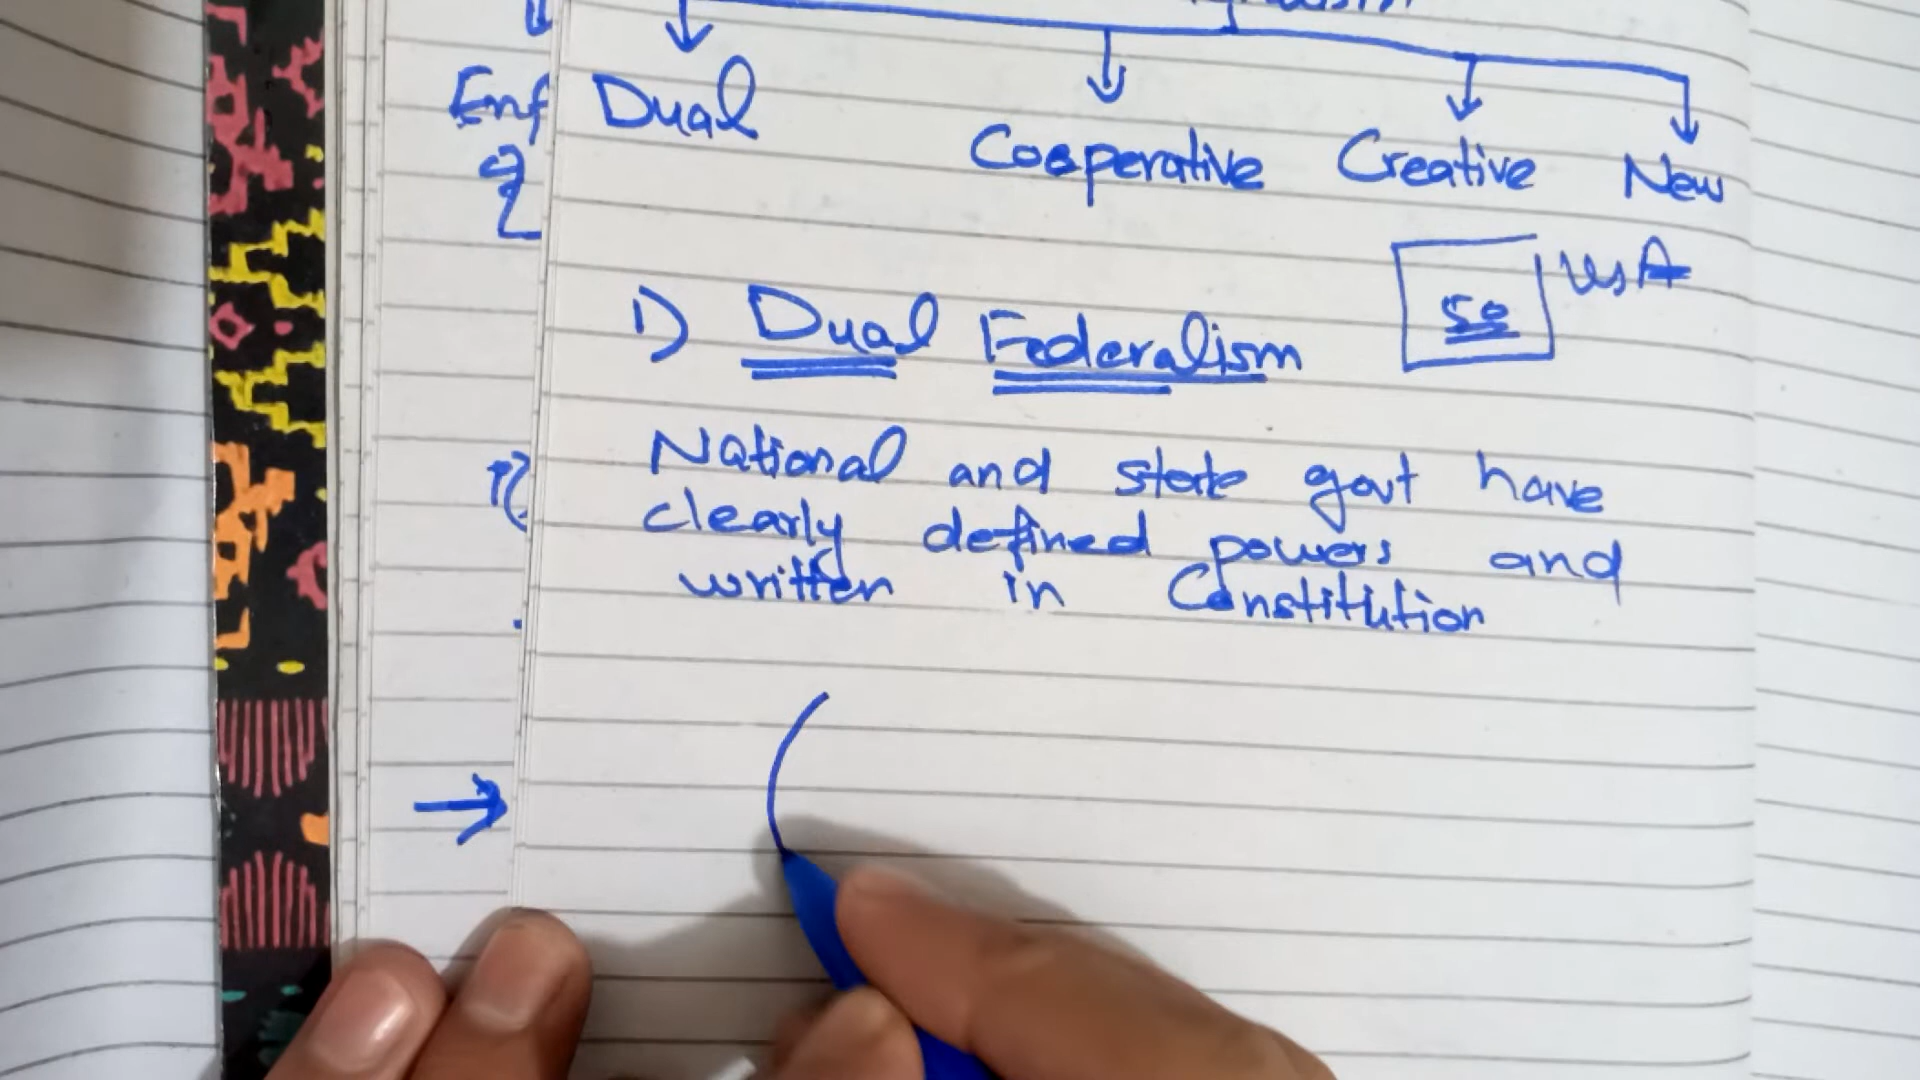 Dual
Cooperative Creative New
USA
50
1) Dual Federalism
National and state govt have
clearly defined powers and
written in Constitution
Enf